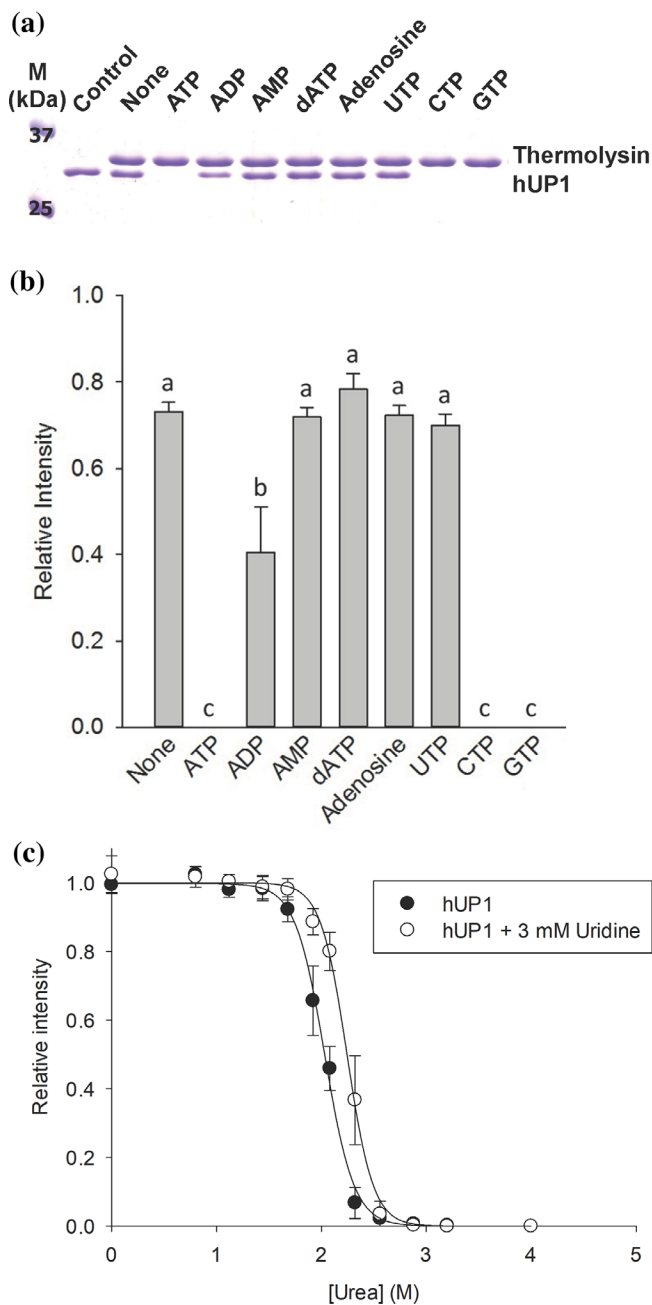 (a)
M
(kDa)
Control
None
ATP
ADP
AMP
dATP
Adenosine
UTP
CTP
GTP
37
25
Thermolysin
hUP1
(b)
Relative Intensity
1.0
0.8
0.6
0.4
0.2
0.0
a
c
b
a
a
a
a
c
c
None
ATP
ADP
AMP
dATP
Adenosine
UTP
CTP
GTP
(c)
Relative intensity
1.0
0.8
0.6
0.4
0.2
0.0
hUP1
hUP1 + 3 mM Uridine
0 1 2 3 4 5
[Urea] (M)